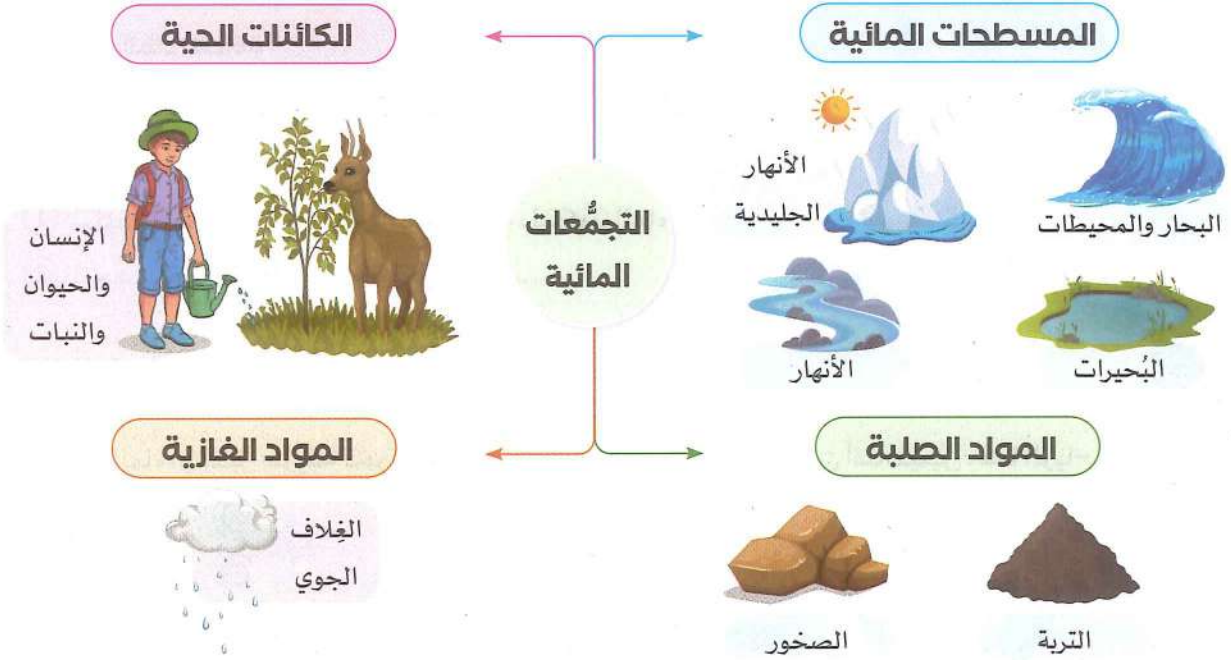 المسطحات المائية
الكائنات الحية
الأنهار
الجليدية
البحار والمحيطات
الأنهار
البُحيرات
الإنسان
والحيوان
والنبات
التجمُّعات
المائية
المواد الصلبة
المواد الغازية
التربة
الصخور
الغِلاف
الجوي